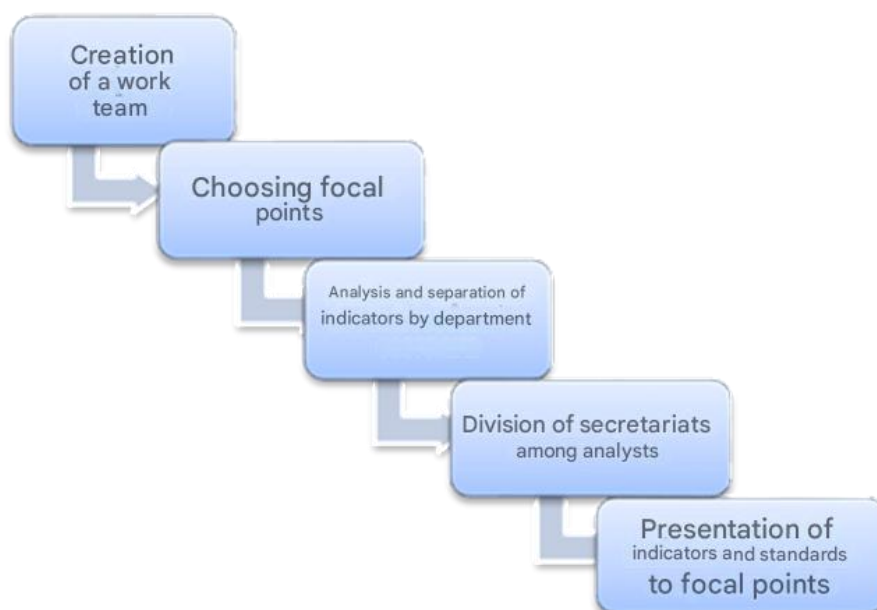 Creation
of a work
team
Choosing focal
points
Analysis and separation of
indicators by department
Division of secretariats
among analysts
Presentation of
indicators and standards
to focal points